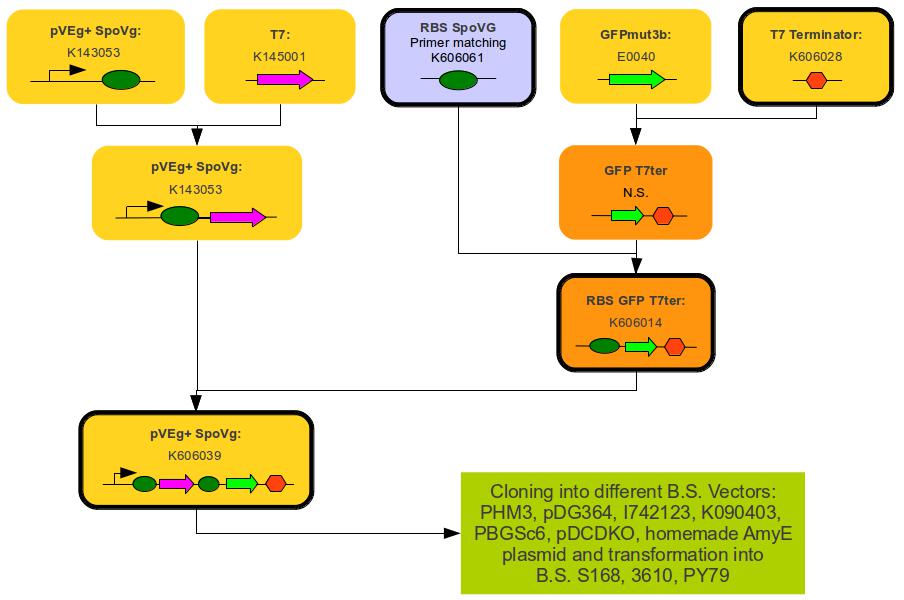 pVEg+ SpoVg:
K143053
T7:
K145001
RBS SpoVG
Primer matching
K606061
GFPmut3b:
E0040
T7 Terminator:
K606028
pVEg+ SpoVg:
K143053
GFP T7ter
N.S.
RBS GFP T7ter:
K606014
pVEg+ SpoVg:
K606039
Cloning into different B.S. Vectors:
PHM3, pDG364, I742123, K090403,
PBGSc6, pDCDKO, homemade AmyE
plasmid and transformation into
B.S. S168, 3610, PY79